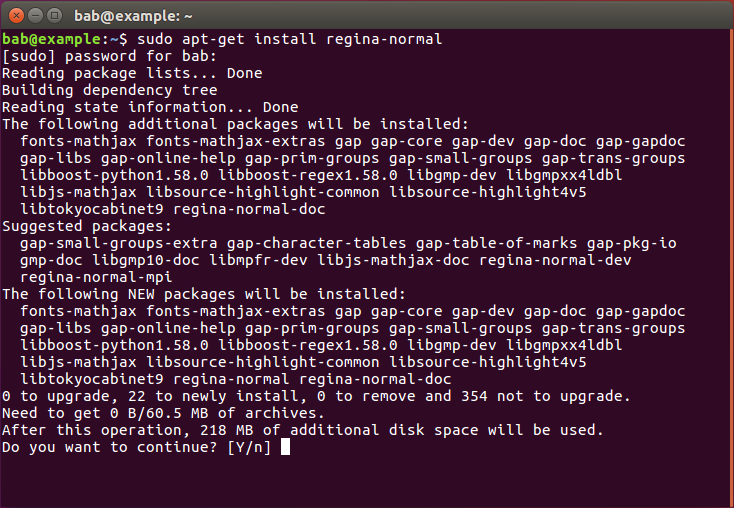 bab@example: ~
bab@example:~$ sudo apt-get install regina-normal
[sudo] password for bab:
Reading package lists... Done
Building dependency tree
Reading state information... Done
The following additional packages will be installed:
  fonts-mathjax fonts-mathjax-extras gap gap-core gap-dev gap-doc gap-gapdoc
  gap-libs gap-online-help gap-prim-groups gap-small-groups gap-trans-groups
  libboost-python1.58.0 libboost-regex1.58.0 libgmp-dev libgmpxx4ldbl
  libjs-mathjax libsource-highlight-common libsource-highlight4v5
  libtokyocabinet9 regina-normal-doc
Suggested packages:
  gap-small-groups-extra gap-character-tables gap-table-of-marks gap-pkg-io
  gmp-doc libgmp10-doc libmpfr-dev libjs-mathjax-doc regina-normal-dev
  regina-normal-mpi
The following NEW packages will be installed:
  fonts-mathjax fonts-mathjax-extras gap gap-core gap-dev gap-doc gap-gapdoc
  gap-libs gap-online-help gap-prim-groups gap-small-groups gap-trans-groups
  libboost-python1.58.0 libboost-regex1.58.0 libgmp-dev libgmpxx4ldbl
  libjs-mathjax libsource-highlight-common libsource-highlight4v5
  libtokyocabinet9 regina-normal regina-normal-doc
0 to upgrade, 22 to newly install, 0 to remove and 354 not to upgrade.
Need to get 0 B/60.5 MB of archives.
After this operation, 218 MB of additional disk space will be used.
Do you want to continue? [Y/n]